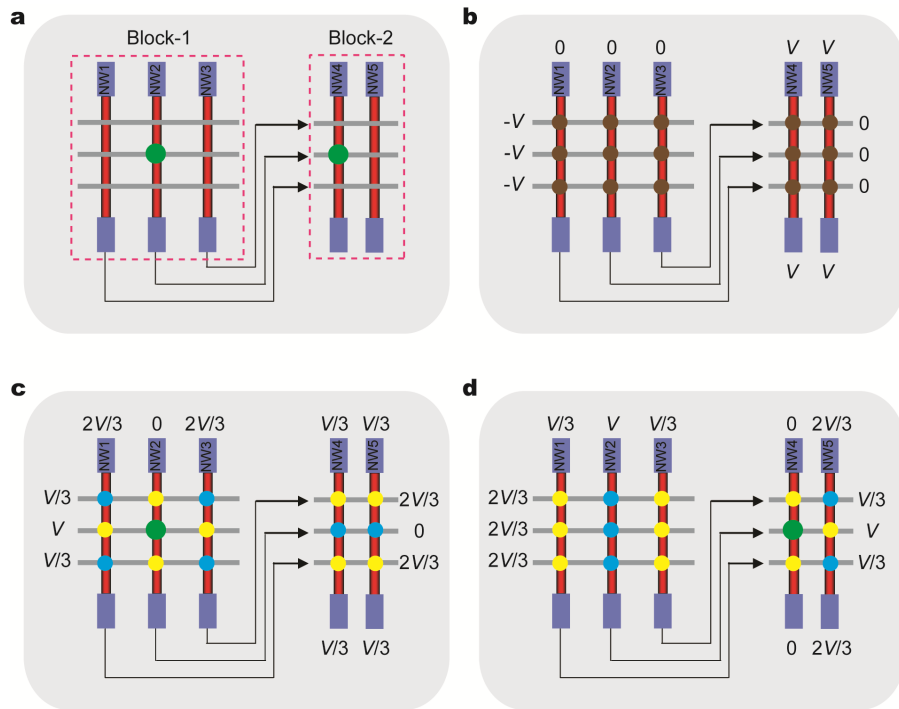 a
Block-1
Block-2
NW1
NW2
NW3
NW4
NW5
b
0 0 0
V V
NW1
NW2
NW3
NW4
NW5
-V
0
-V
0
-V
0
V V
c
2V/3 0 2V/3
V/3 V/3
NW1
NW2
NW3
NW4
NW5
V/3
2V/3
V
0
V/3
2V/3
V/3 V/3
d
V/3 V V/3
0 2V/3
NW1
NW2
NW3
NW4
NW5
2V/3
V/3
2V/3
V
2V/3
V/3
0 2V/3